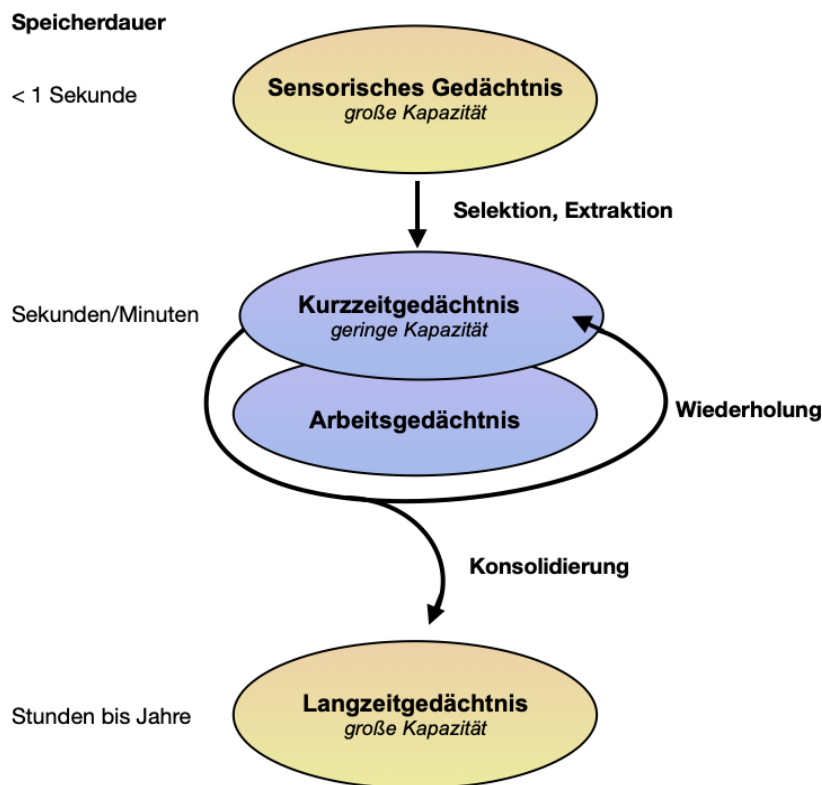 Speicherdauer
< 1 Sekunde
Sensorisches Gedächtnis
große Kapazität
Selektion, Extraktion
Sekunden/Minuten
Kurzzeitgedächtnis
geringe Kapazität
Arbeitsgedächtnis
Wiederholung
Konsolidierung
Stunden bis Jahre
Langzeitgedächtnis
große Kapazität